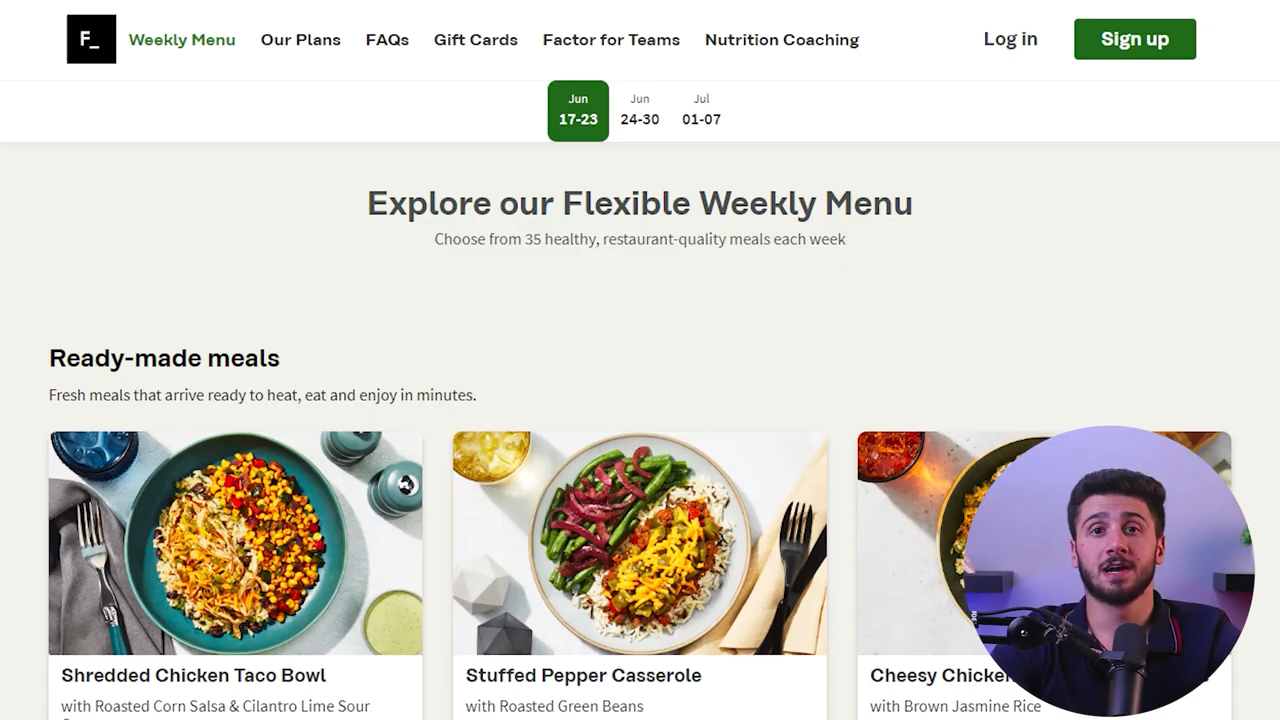 F_
Weekly Menu
Our Plans
FAQs
Gift Cards
Factor for Teams
Nutrition Coaching
Log in
Sign up
Jun
17-23
Jun
24-30
Jul
01-07
Explore our Flexible Weekly Menu
Choose from 35 healthy, restaurant-quality meals each week
Ready-made meals
Fresh meals that arrive ready to heat, eat and enjoy in minutes.
Shredded Chicken Taco Bowl
with Roasted Corn Salsa & Cilantro Lime Sour
Stuffed Pepper Casserole
with Roasted Green Beans
Cheesy
with Brown Jasmine Rice